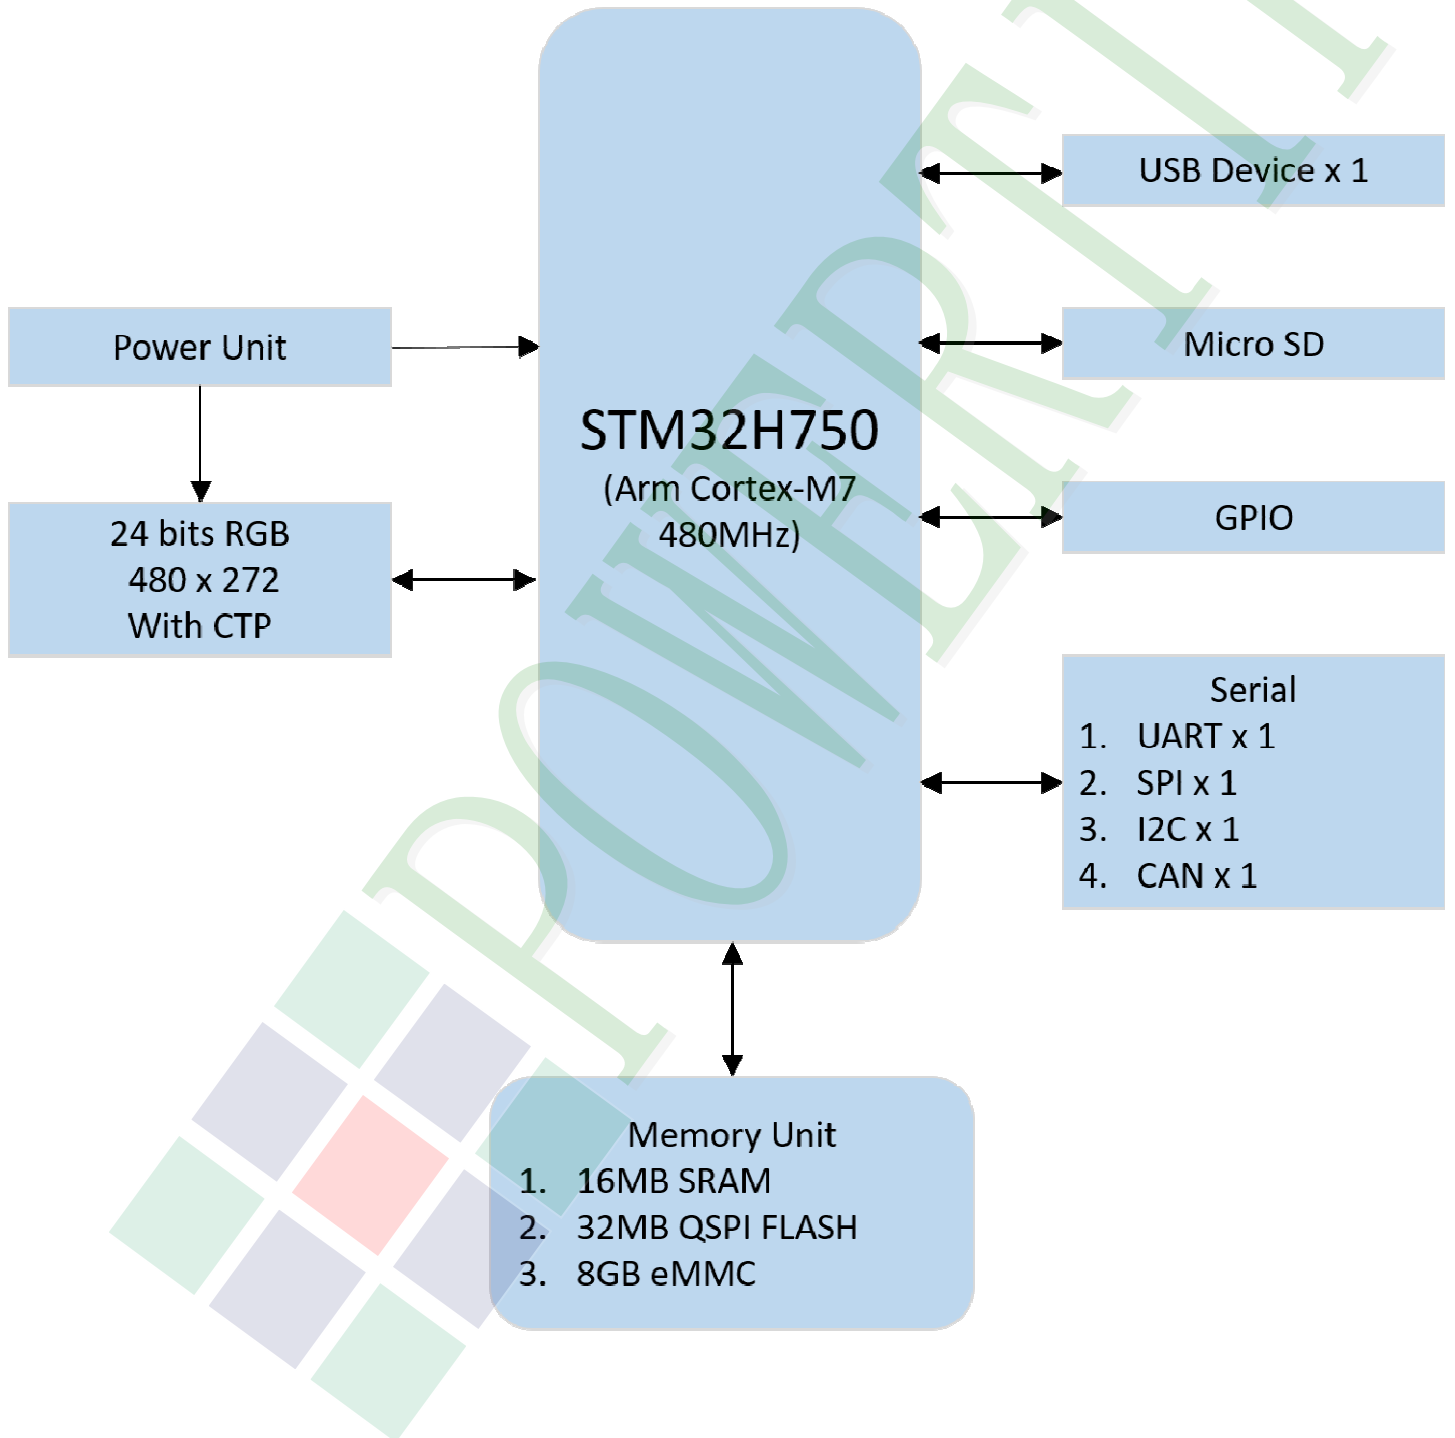 STM32H750
(Arm Cortex-M7
480MHz)
Power Unit
24 bits RGB
480 x 272
With CTP
USB Device x 1
Micro SD
GPIO
Serial
1. UART x 1
2. SPI x 1
3. I2C x 1
4. CAN x 1
Memory Unit
1. 16MB SRAM
2. 32MB QSPI FLASH
3. 8GB eMMC
POWERTI